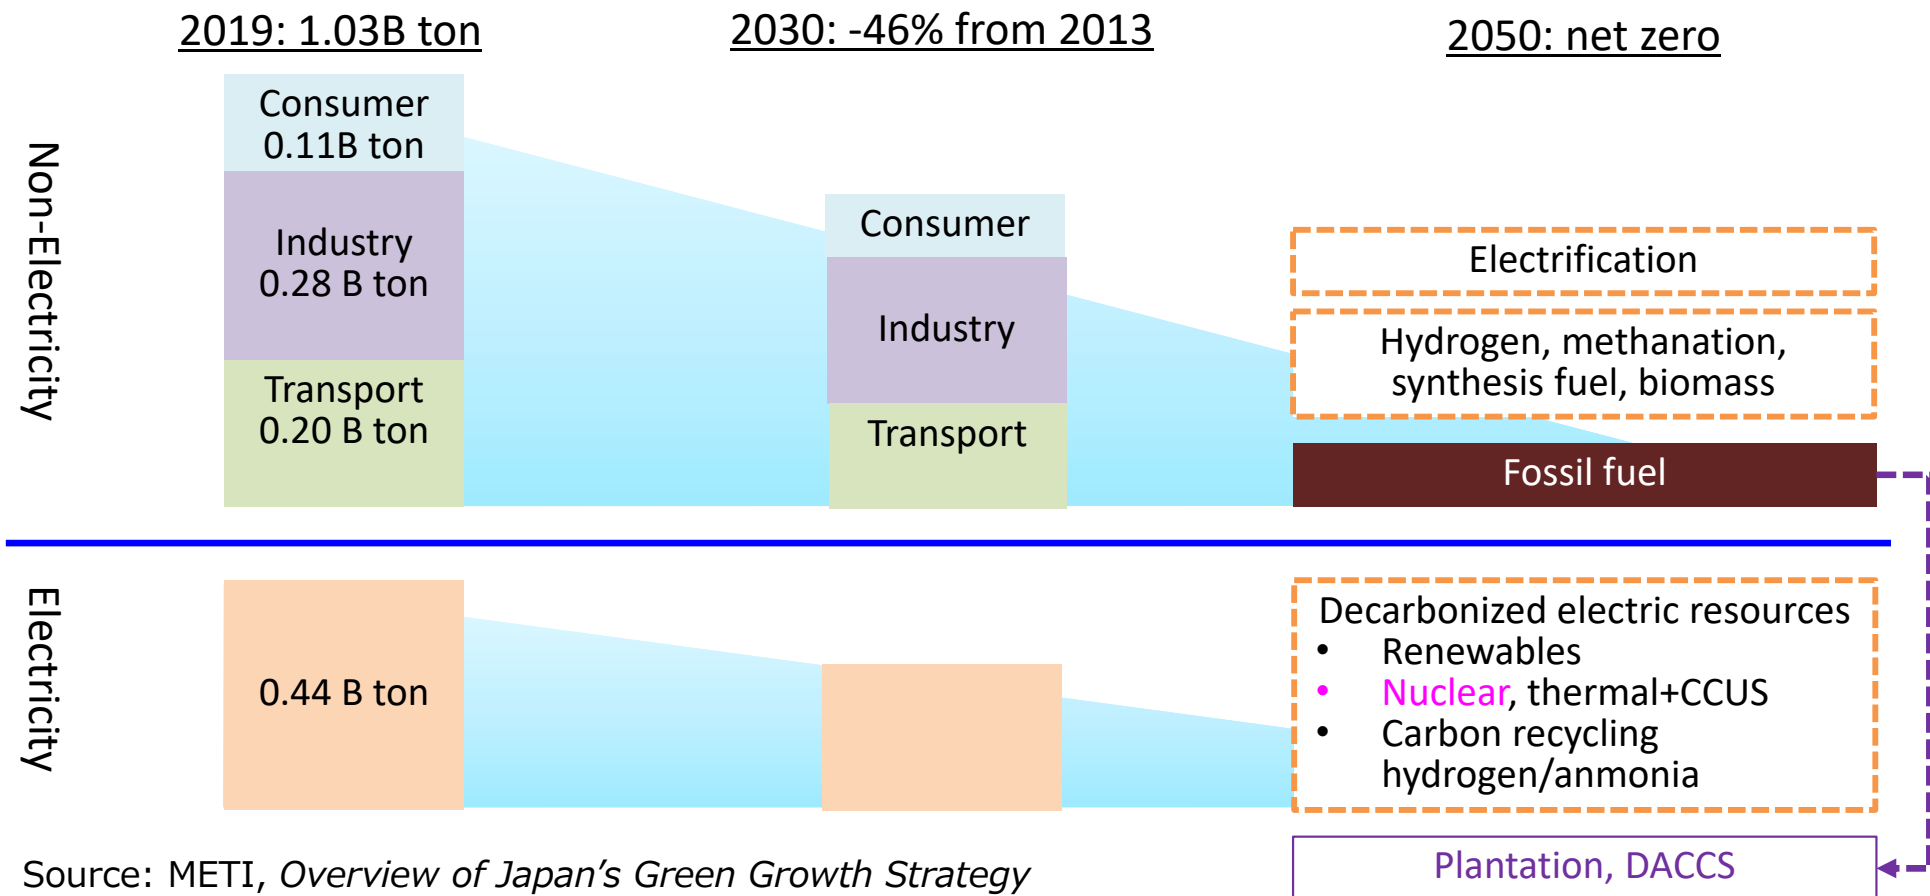 2019: 1.03B ton
2030: -46% from 2013
2050: net zero
Non-Electricity
Consumer
0.11B ton
Industry
0.28 B ton
Transport
0.20 B ton
Consumer
Industry
Transport
Electrification
Hydrogen, methanation,
synthesis fuel, biomass
Fossil fuel
Electricity
0.44 B ton
Decarbonized electric resources
• Renewables
• Nuclear, thermal+CCUS
• Carbon recycling
hydrogen/anmonia
Plantation, DACCS
Source: METI, Overview of Japan’s Green Growth Strategy